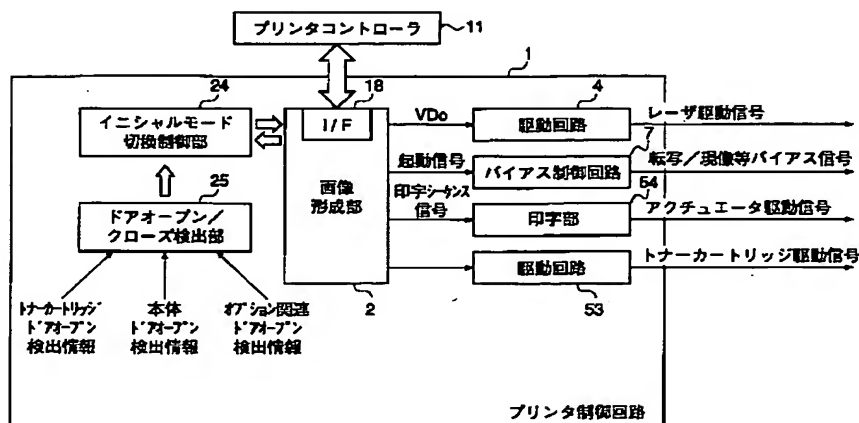 プリンタコントローラ
11
1
24
イニシャルモード
切換制御部
18
I/F
VDo
4
駆動回路
レーザ駆動信号
起動信号
7
バイアス制御回路
転写/現像等バイアス信号
画像
形成部
印字シーケンス
信号
54
印字部
アクチュエータ駆動信号
25
ドアオープン/
クローズ検出部
駆動回路
トナーカートリッジ駆動信号
2
53
トナーカートリッジ
ドアオープン
検出情報
本体
ドアオープン
検出情報
オプション関連
ドアオープン
検出情報
プリンタ制御回路